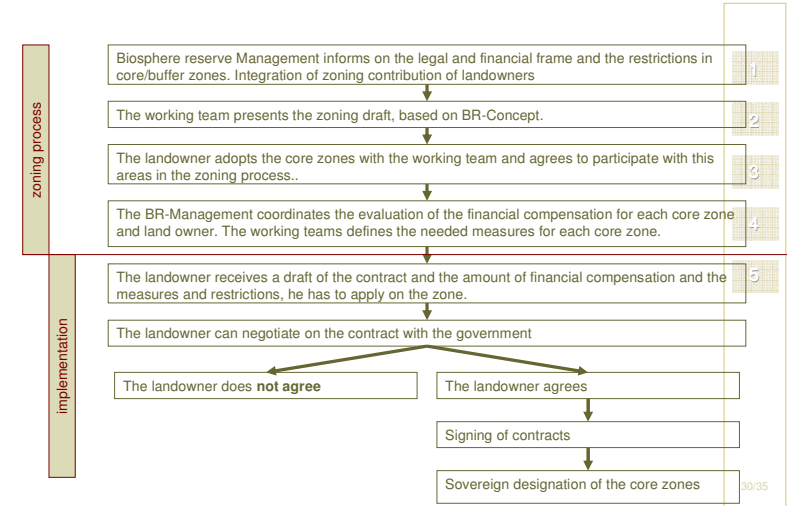 zoning process
Biosphere reserve Management informs on the legal and financial frame and the restrictions in
core/buffer zones. Integration of zoning contribution of landowners
1
The working team presents the zoning draft, based on BR-Concept.
2
The landowner adopts the core zones with the working team and agrees to participate with this
areas in the zoning process..
3
The BR-Management coordinates the evaluation of the financial compensation for each core zone
and land owner. The working teams defines the needed measures for each core zone.
4
implementation
The landowner receives a draft of the contract and the amount of financial compensation and the
measures and restrictions, he has to apply on the zone.
5
The landowner can negotiate on the contract with the government
The landowner does not agree
The landowner agrees
Signing of contracts
Sovereign designation of the core zones
30/35